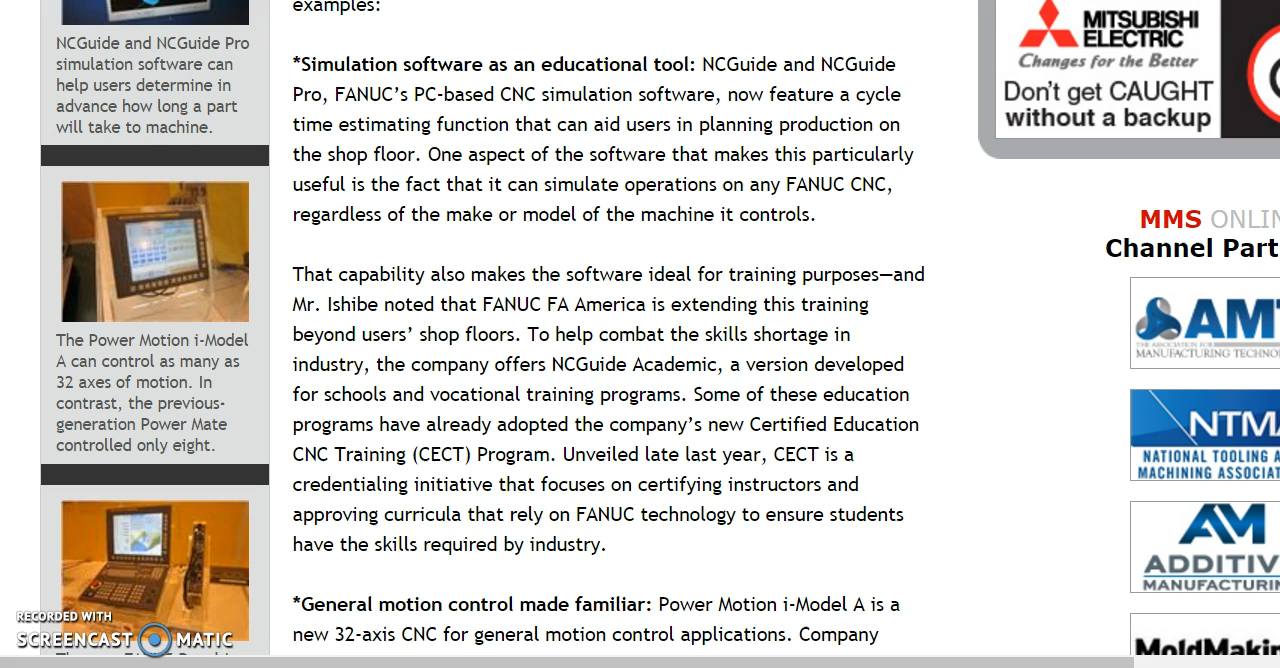 NCGuide and NCGuide Pro
simulation software can
help users determine in
advance how long a part
will take to machine.
The Power Motion i-Model
A can control as many as
32 axes of motion. In
contrast, the previous-
generation Power Mate
controlled only eight.
RECORDED WITH
SCREENCAST MATIC
examples:
*Simulation software as an educational tool: NCGuide and NCGuide
Pro, FANUC’s PC-based CNC simulation software, now feature a cycle
time estimating function that can aid users in planning production on
the shop floor. One aspect of the software that makes this particularly
useful is the fact that it can simulate operations on any FANUC CNC,
regardless of the make or model of the machine it controls.
That capability also makes the software ideal for training purposes—and
Mr. Ishibe noted that FANUC FA America is extending this training
beyond users’ shop floors. To help combat the skills shortage in
industry, the company offers NCGuide Academic, a version developed
for schools and vocational training programs. Some of these education
programs have already adopted the company’s new Certified Education
CNC Training (CECT) Program. Unveiled late last year, CECT is a
credentialing initiative that focuses on certifying instructors and
approving curricula that rely on FANUC technology to ensure students
have the skills required by industry.
*General motion control made familiar: Power Motion i-Model A is a
new 32-axis CNC for general motion control applications. Company
MITSUBISHI
ELECTRIC
Changes for the Better
Don't get CAUGHT
without a backup
MMS ONLIN
Channel Part
AMT
THE ASSOCIATION FOR
MANUFACTURING TECHNO
NTMA
NATIONAL TOOLING A
MACHINING ASSOCIAT
AM
ADDITIV
MANUFACTURIN
MoldMakin